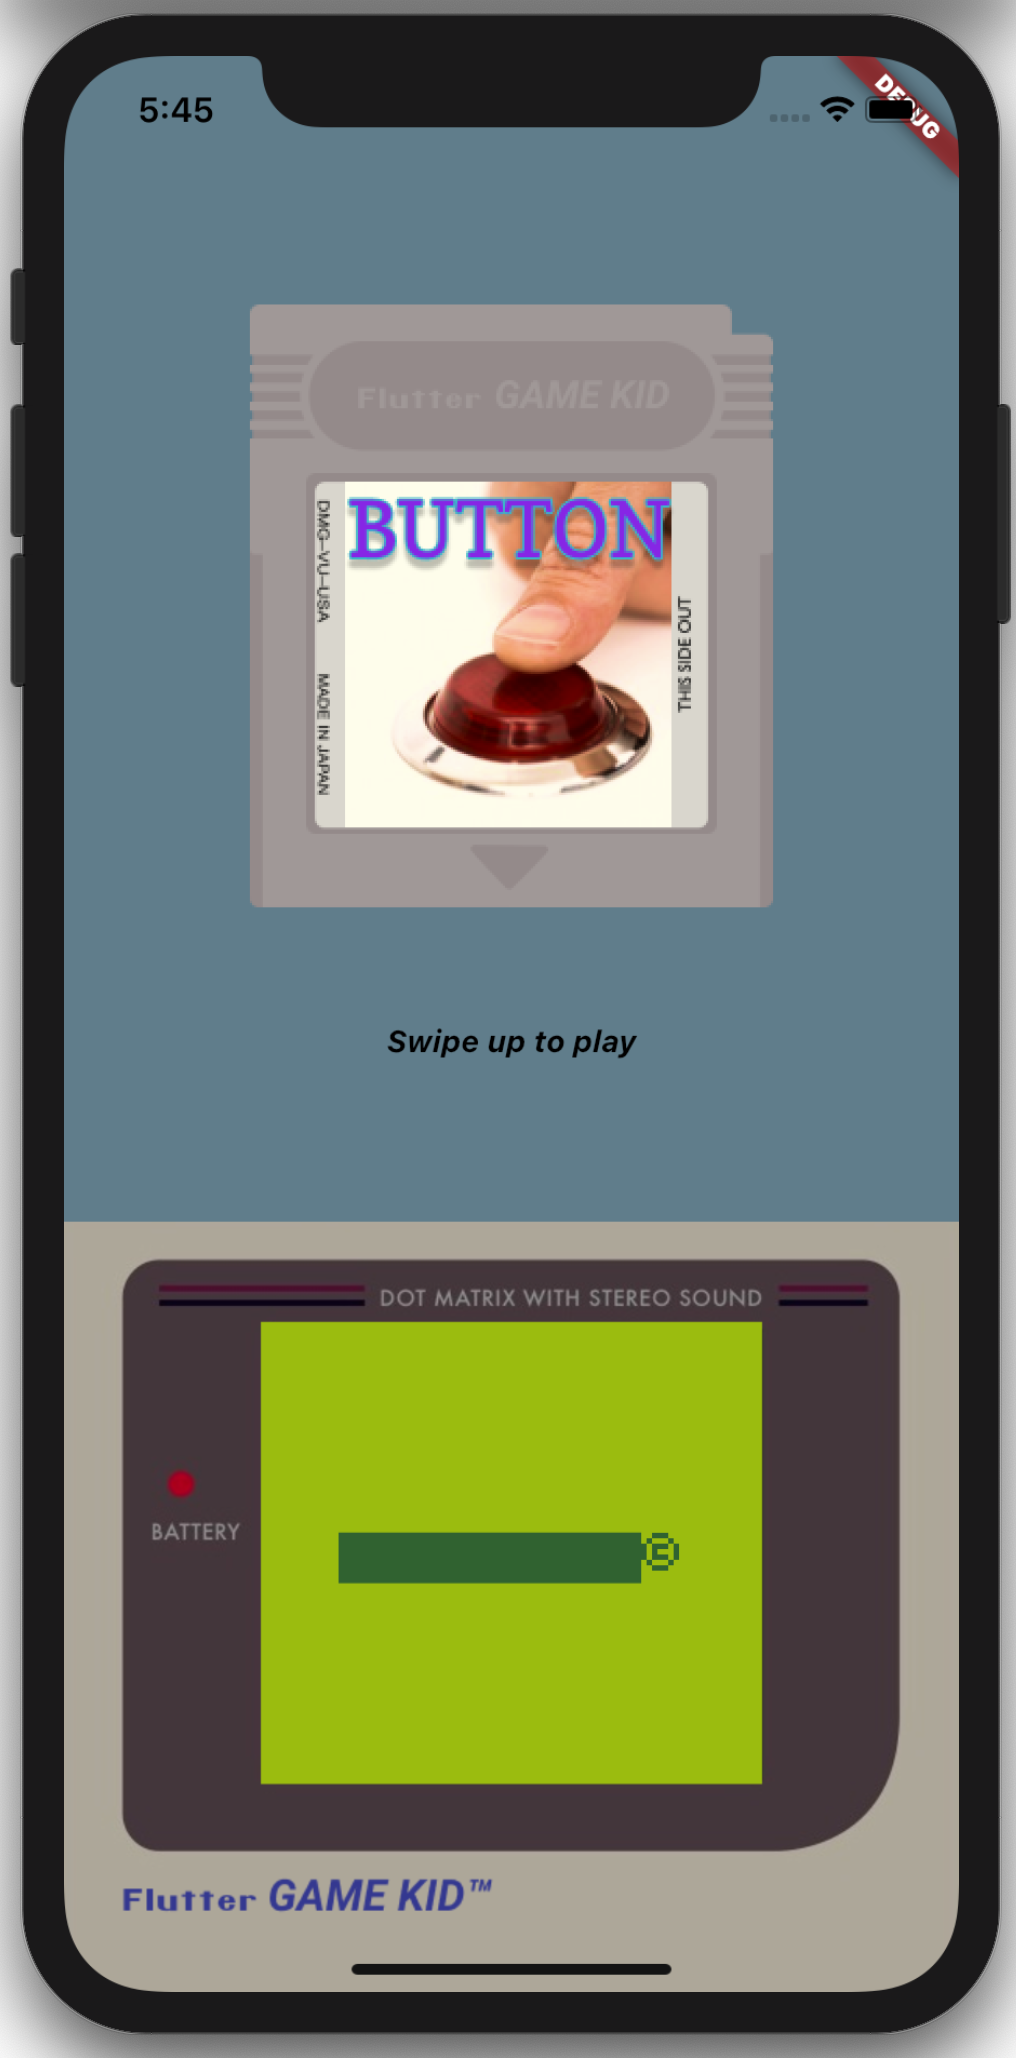 5:45
DEBUG
Flutter GAME KID
BUTTON
DMG-VU-USA
MADE IN JAPAN
THIS SIDE OUT
Swipe up to play
DOT MATRIX WITH STEREO SOUND
BATTERY
©
Flutter GAME KID™